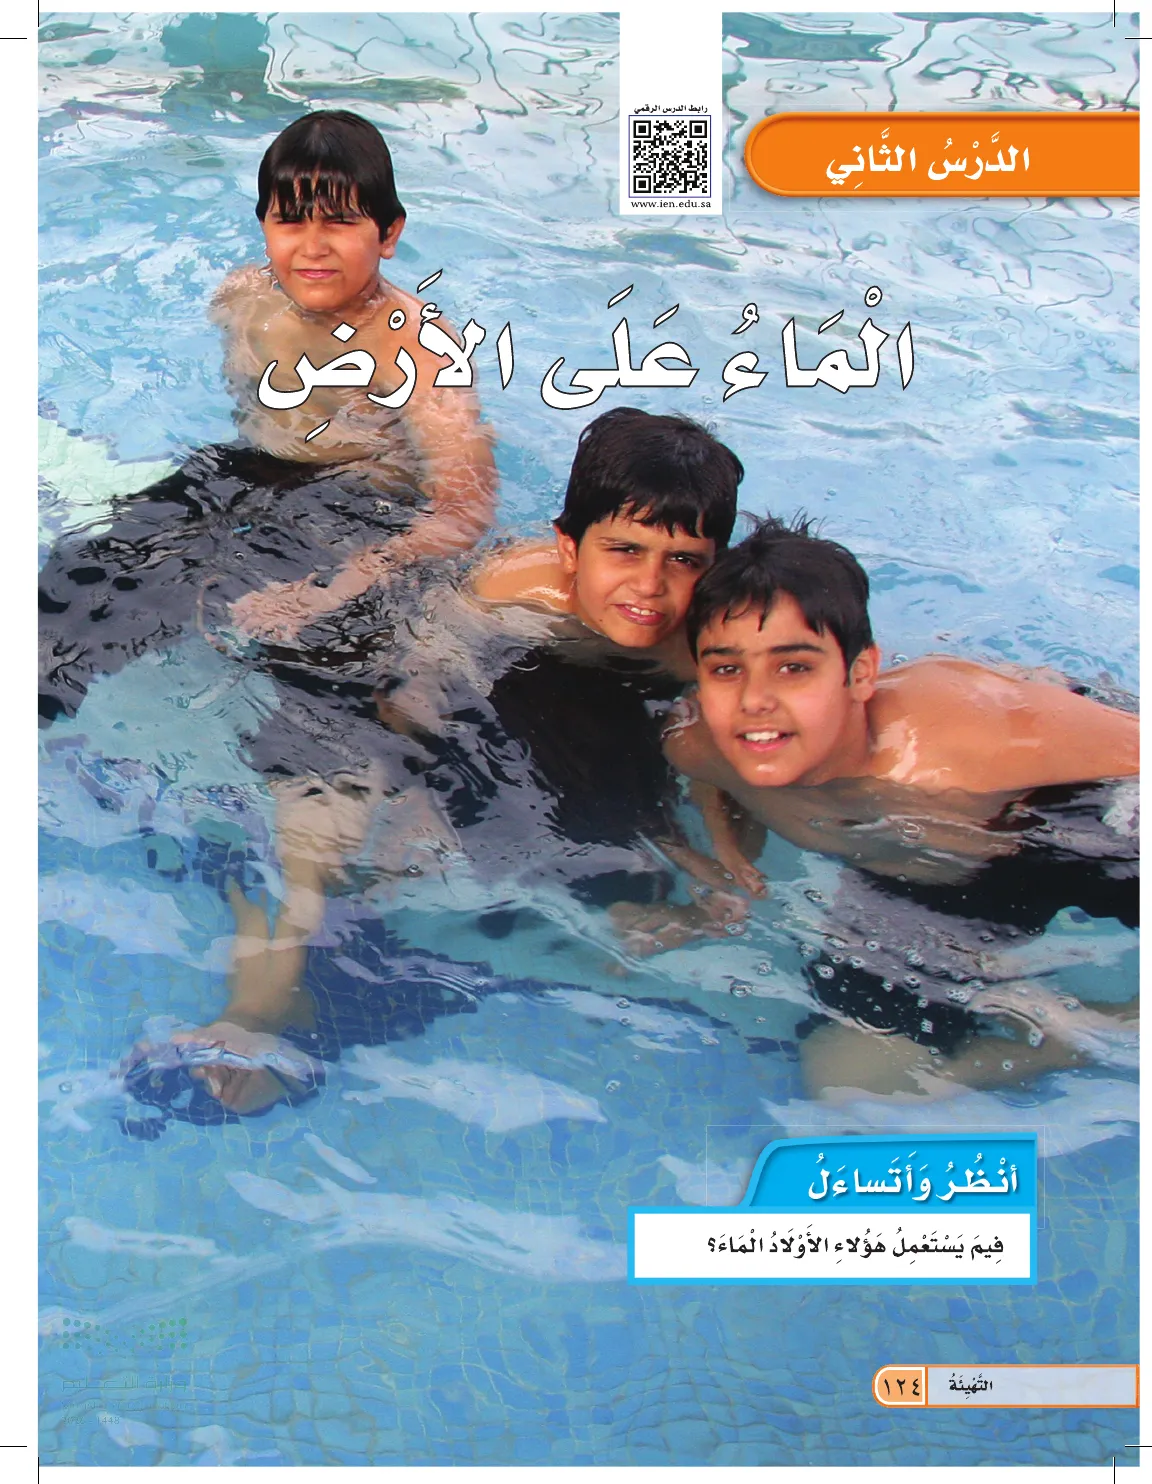 رابط الدرس الرقمي
www.ien.edu.sa
الدَّرْسُ الثَّانِي
الْمَاءُ عَلَى الأَرْضِ
أَنْظُرُ وَأَتَساءَلُ
فِيمَ يَسْتَعْمِلُ هَؤُلاءِ الأَوْلَادُ الْمَاءَ؟
التَّهْيِئَةُ
١٢٤